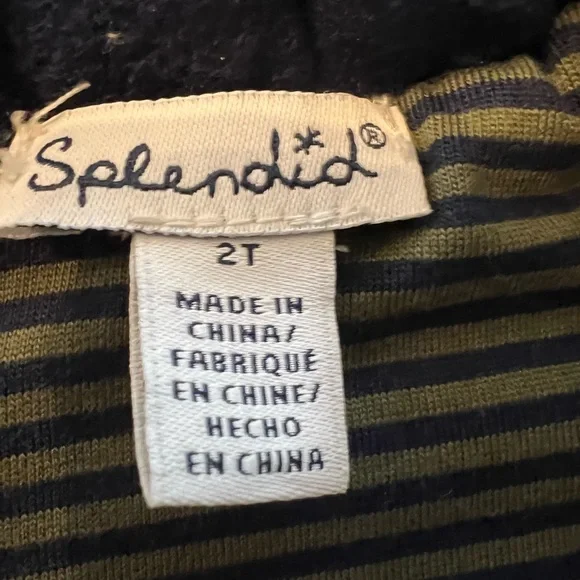 Splendid®
2T
MADE IN
CHINA/
FABRIQUÉ
EN CHINE/
HECHO
EN CHINA